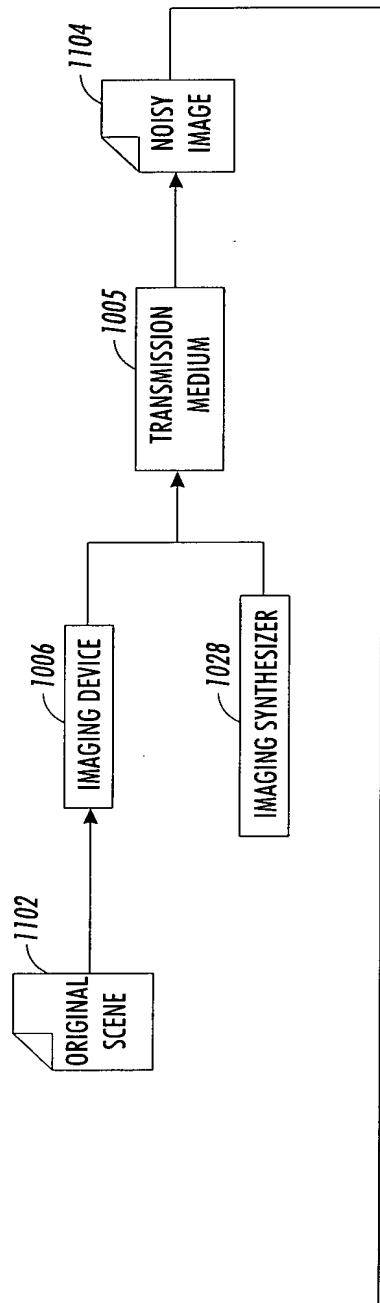 1102
ORIGINAL
SCENE
1006
IMAGING DEVICE
1028
IMAGING SYNTHESIZER
1005
TRANSMISSION
MEDIUM
1104
NOISY
IMAGE